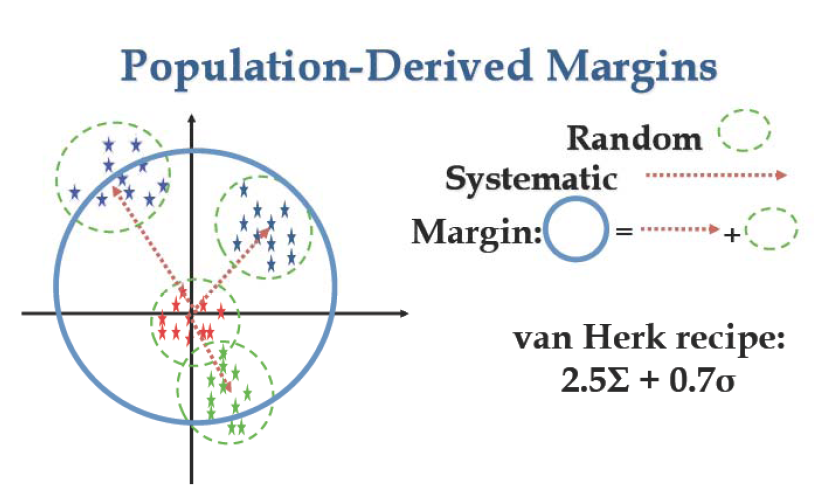 Population-Derived Margins
Random
Systematic
Margin: = +
van Herk recipe:
2.5Σ + 0.7σ